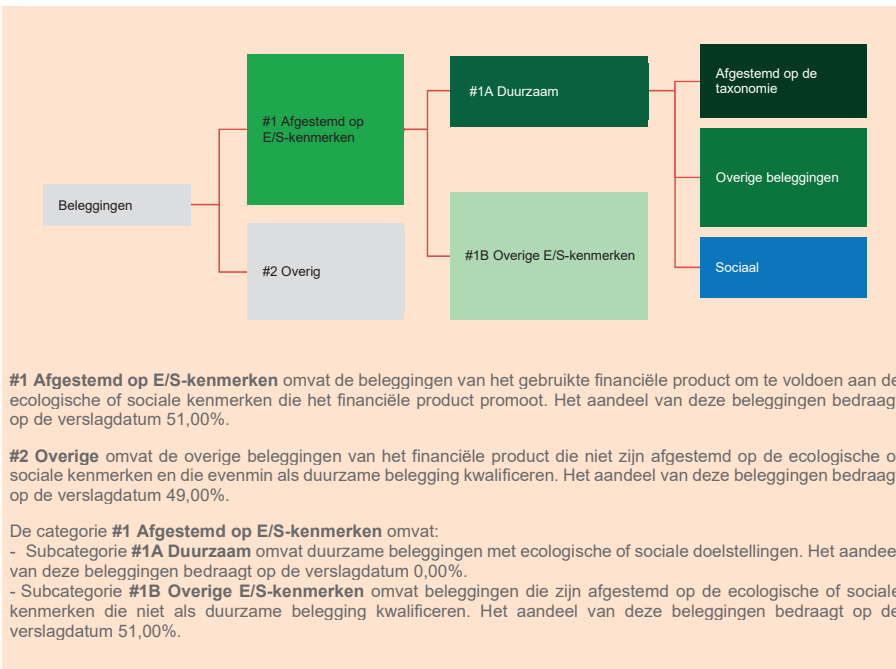 Beleggingen
#1 Afgestemd op
E/S-kenmerken
#2 Overig
#1A Duurzaam
#1B Overige E/S-kenmerken
Afgestemd op de
taxonomie
Overige beleggingen
Sociaal
#1 Afgestemd op E/S-kenmerken omvat de beleggingen van het gebruikte financiële product om te voldoen aan de
ecologische of sociale kenmerken die het financiële product promoot. Het aandeel van deze beleggingen bedraag
op de verslagdatum 51,00%.
#2 Overige omvat de overige beleggingen van het financiële product die niet zijn afgestemd op de ecologische o
sociale kenmerken en die evenmin als duurzame belegging kwalificeren. Het aandeel van deze beleggingen bedraag
op de verslagdatum 49,00%.
De categorie #1 Afgestemd op E/S-kenmerken omvat:
- Subcategorie #1A Duurzaam omvat duurzame beleggingen met ecologische of sociale doelstellingen. Het aandee
van deze beleggingen bedraagt op de verslagdatum 0,00%.
- Subcategorie #1B Overige E/S-kenmerken omvat beleggingen die zijn afgestemd op de ecologische of sociale
kenmerken die niet als duurzame belegging kwalificeren. Het aandeel van deze beleggingen bedraagt op de
verslagdatum 51,00%.